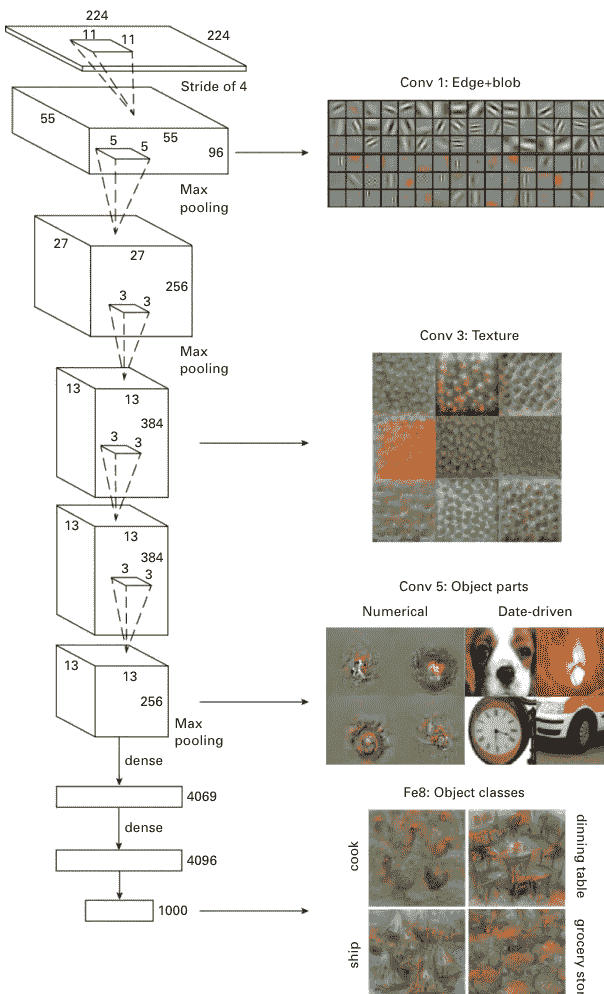 224
224
11
11
Stride of 4
Conv 1: Edge+blob
55
55
5
5
96
Max
pooling
27
27
256
3
3
Conv 3: Texture
Max
pooling
13
13
384
3
3
13
13
384
3
3
Conv 5: Object parts
Numerical
Date-driven
13
13
256
Max
pooling
dense
4069
Fe8: Object classes
dense
4096
cook
dinning table
1000
ship
grocery stor